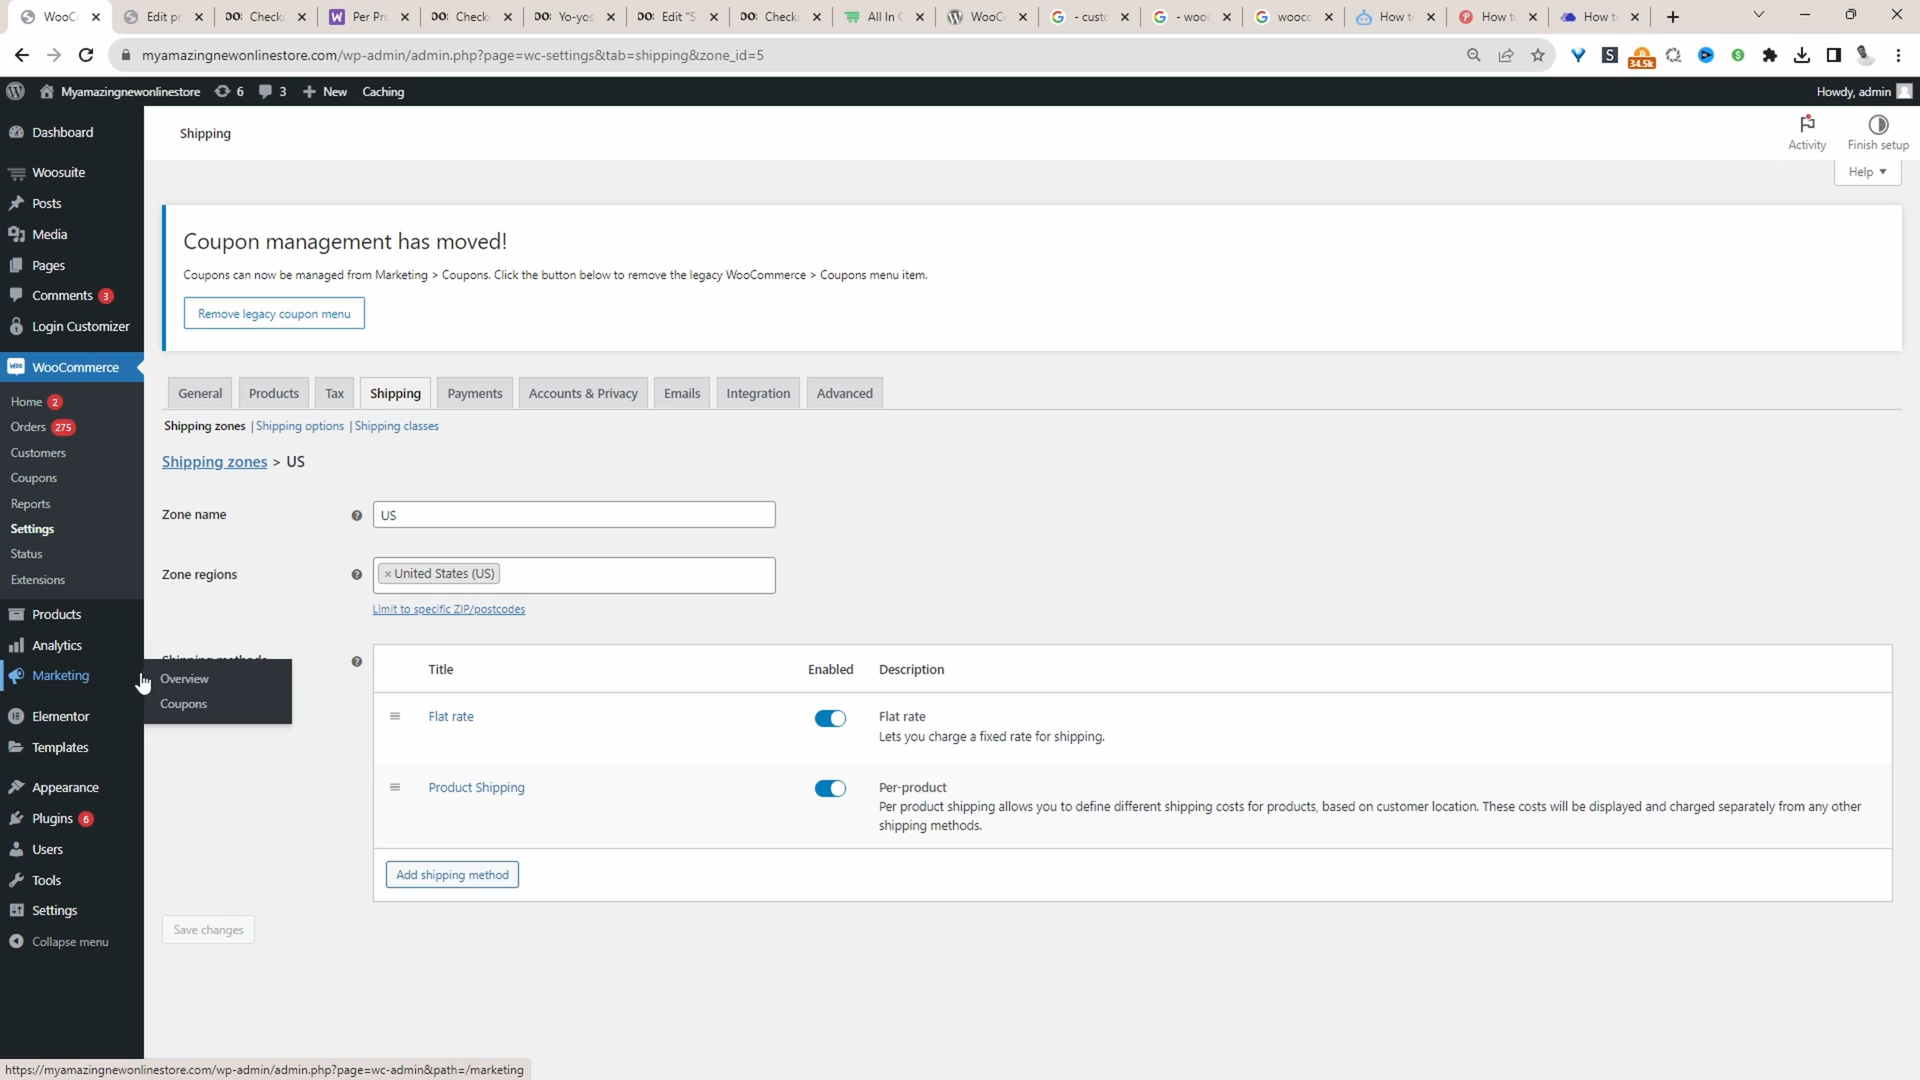 WooC
Edit p
DO: Check
Per Pr
DO: Check
DO: Yo-yos
DO: Edit "S
DO: Check
All In
WooC
- cust
- wooc
woocc
How t
How t
How t
myamazingnewonlinestore.com/wp-admin/admin.php?page=wc-settings&tab=shipping&zone_id=5
34.5k
Myamazingnewonlinestore 6 3 New Caching Howdy, admin
Dashboard
Woosuite
Posts
Media
Pages
Comments 3
Login Customizer
WooCommerce
Home 2
Orders 275
Customers
Coupons
Reports
Settings
Status
Extensions
Products
Analytics
Marketing
Overview
Coupons
Elementor
Templates
Appearance
Plugins 6
Users
Tools
Settings
Collapse menu
Shipping
Activity
Finish setup
Help
Coupon management has moved!
Coupons can now be managed from Marketing > Coupons. Click the button below to remove the legacy WooCommerce > Coupons menu item.
Remove legacy coupon menu
General Products Tax Shipping Payments Accounts & Privacy Emails Integration Advanced
Shipping zones | Shipping options | Shipping classes
Shipping zones > US
Zone name
US
Zone regions
× United States (US)
Limit to specific ZIP/postcodes
Title Enabled Description
Flat rate
Flat rate
Lets you charge a fixed rate for shipping.
Product Shipping
Per-product
Per product shipping allows you to define different shipping costs for products, based on customer location. These costs will be displayed and charged separately from any other
shipping methods.
Add shipping method
Save changes
https://myamazingnewonlinestore.com/wp-admin/admin.php?page=wc-admin&path=/marketing